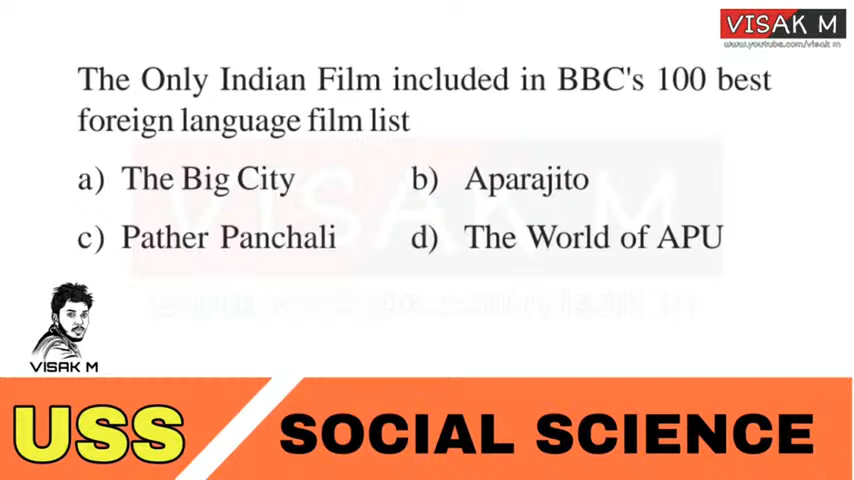 VISAK M
www.youtube.com/visak m
The Only Indian Film included in BBC's 100 best
foreign language film list
a) The Big City b) Aparajito
c) Pather Panchali d) The World of APU
VISAK M
VISAK M
USS SOCIAL SCIENCE